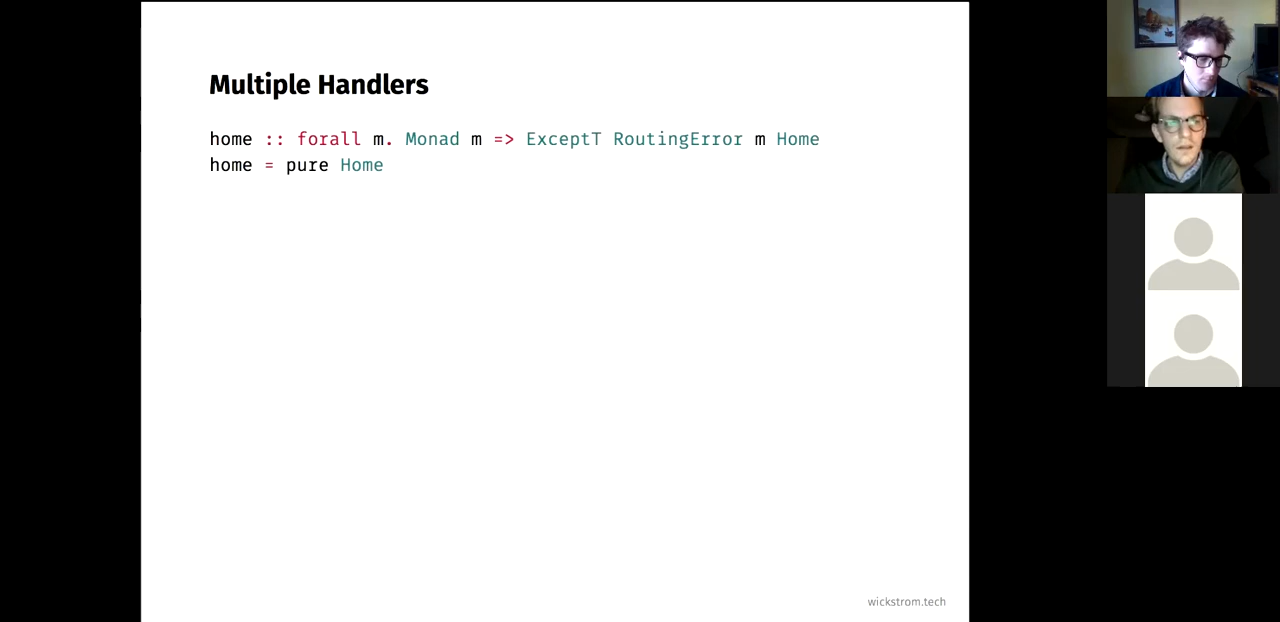 Multiple Handlers
home :: forall m. Monad m => ExceptT RoutingError m Home
home = pure Home
wickstrom.tech